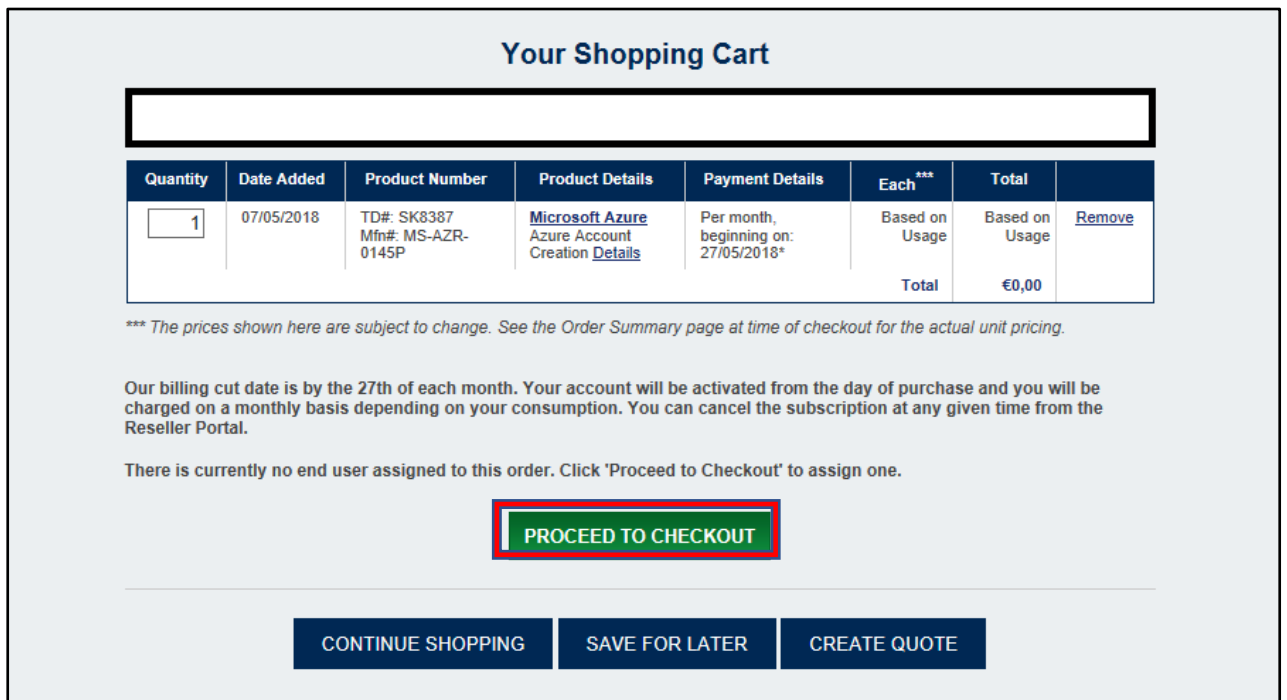 Your Shopping Cart
Quantity Date Added Product Number Product Details Payment Details Each*** Total
1 07/05/2018 TD#: SK8387 Microsoft Azure Per month, Based on Based on Remove
Mfn#: MS-AZR- Azure Account beginning on: Usage Usage
0145P Creation Details 27/05/2018*
Total €0,00
*** The prices shown here are subject to change. See the Order Summary page at time of checkout for the actual unit pricing.
Our billing cut date is by the 27th of each month. Your account will be activated from the day of purchase and you will be
charged on a monthly basis depending on your consumption. You can cancel the subscription at any given time from the
Reseller Portal.
There is currently no end user assigned to this order. Click 'Proceed to Checkout' to assign one.
PROCEED TO CHECKOUT
CONTINUE SHOPPING SAVE FOR LATER CREATE QUOTE